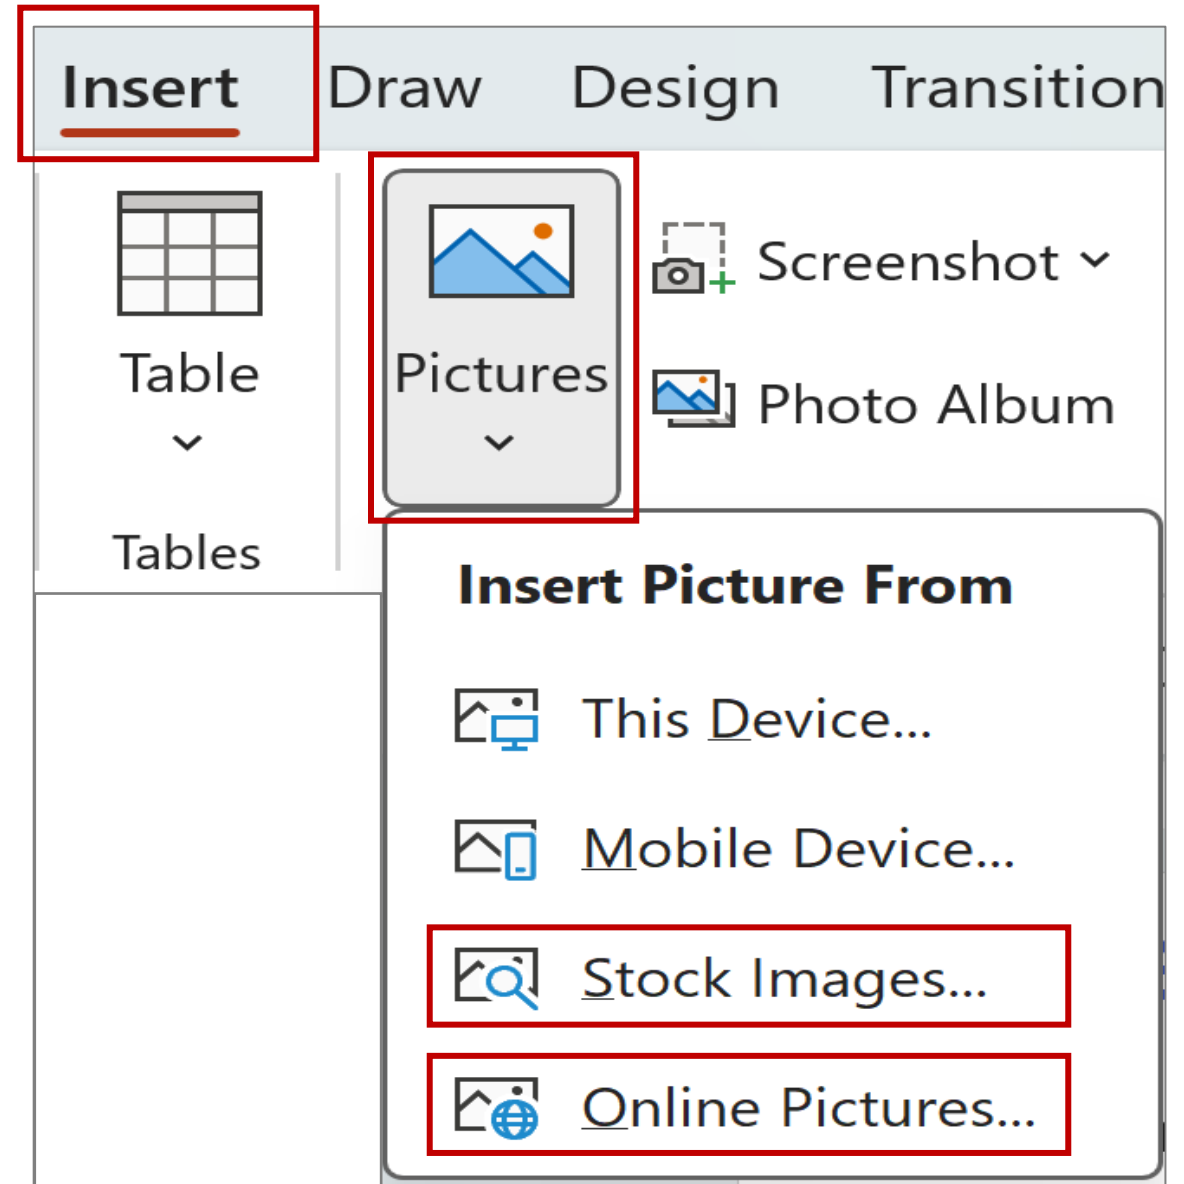 Insert Draw Design Transition
Table
Pictures
Screenshot
Photo Album
Tables
Insert Picture From
This Device...
Mobile Device...
Stock Images...
Online Pictures...